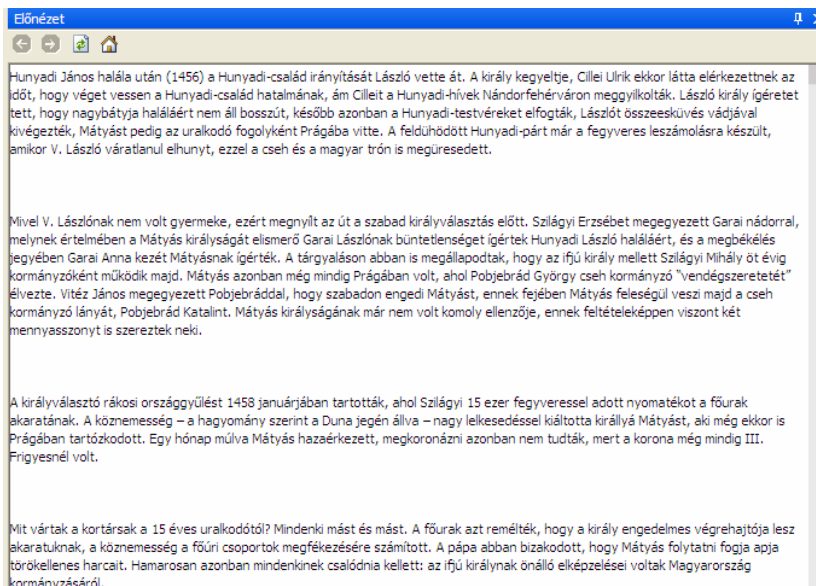 Előnézet
Hunyadi János halála után (1456) a Hunyadi-család irányítását László vette át. A király kegyeltje, Cillei Ulrik ekkor látta elérkezettnek az
időt, hogy véget vessen a Hunyadi-család hatalmának, ám Cilleit a Hunyadi-hívek Nándorfehérváron meggyilkolták. László király ígéretet
tett, hogy nagybátyja haláláért nem áll bosszút, később azonban a Hunyadi-testvéreket elfogták, Lászlót összeesküvés vádjával
kivégezték, Mátyást pedig az uralkodó fogolyként Prágába vitte. A feldühödött Hunyadi-párt már a fegyveres leszámolásra készült,
amikor V. László váratlanul elhunyt, ezzel a cseh és a magyar trón is megüresedett.
Mivel V. Lászlónak nem volt gyermeke, ezért megnyílt az út a szabad királyválasztás előtt. Szilágyi Erzsébet megegyezett Garai nádorral,
melynek értelmében a Mátyás királyságát elismerő Garai Lászlónak büntetlenséget ígértek Hunyadi László haláláért, és a megbékélés
jegyében Garai Anna kezét Mátyásnak ígérték. A tárgyaláson abban is megállapodtak, hogy az ifjú király mellett Szilágyi Mihály öt évig
kormányzóként működik majd. Mátyás azonban még mindig Prágában volt, ahol Pobjebrád György cseh kormányzó "vendégszeretetét"
élvezte. Vitéz János megegyezett Pobjebráddal, hogy szabadon engedi Mátyást, ennek fejében Mátyás feleségül veszi majd a cseh
kormányzó lányát, Pobjebrád Katalint. Mátyás királyságának már nem volt komoly ellenzője, ennek feltételeképpen viszont két
mennyasszonyt is szereztek neki.
A királyválasztó rákosi országgyűlést 1458 januárjában tartották, ahol Szilágyi 15 ezer fegyveressel adott nyomatékot a főurak
akaratának. A köznemesség – a hagyomány szerint a Duna jegén állva – nagy lelkesedéssel kiáltotta királlyá Mátyást, aki még ekkor is
Prágában tartózkodott. Egy hónap múlva Mátyás hazaérkezett, megkoronázni azonban nem tudták, mert a korona még mindig III.
Frigyesnél volt.
Mit vártak a kortársak a 15 éves uralkodótól? Mindenki mást és mást. A főurak azt remélték, hogy a király engedelmes végrehajtója lesz
akaratuknak, a köznemesség a főúri csoportok megfékezésére számított. A pápa abban bizakodott, hogy Mátyás folytatni fogja apja
törökellenes harcait. Hamarosan azonban mindenkinek csalódnia kellett: az ifjú királynak önálló elképzelései voltak Magyarország
kormányzásáról.